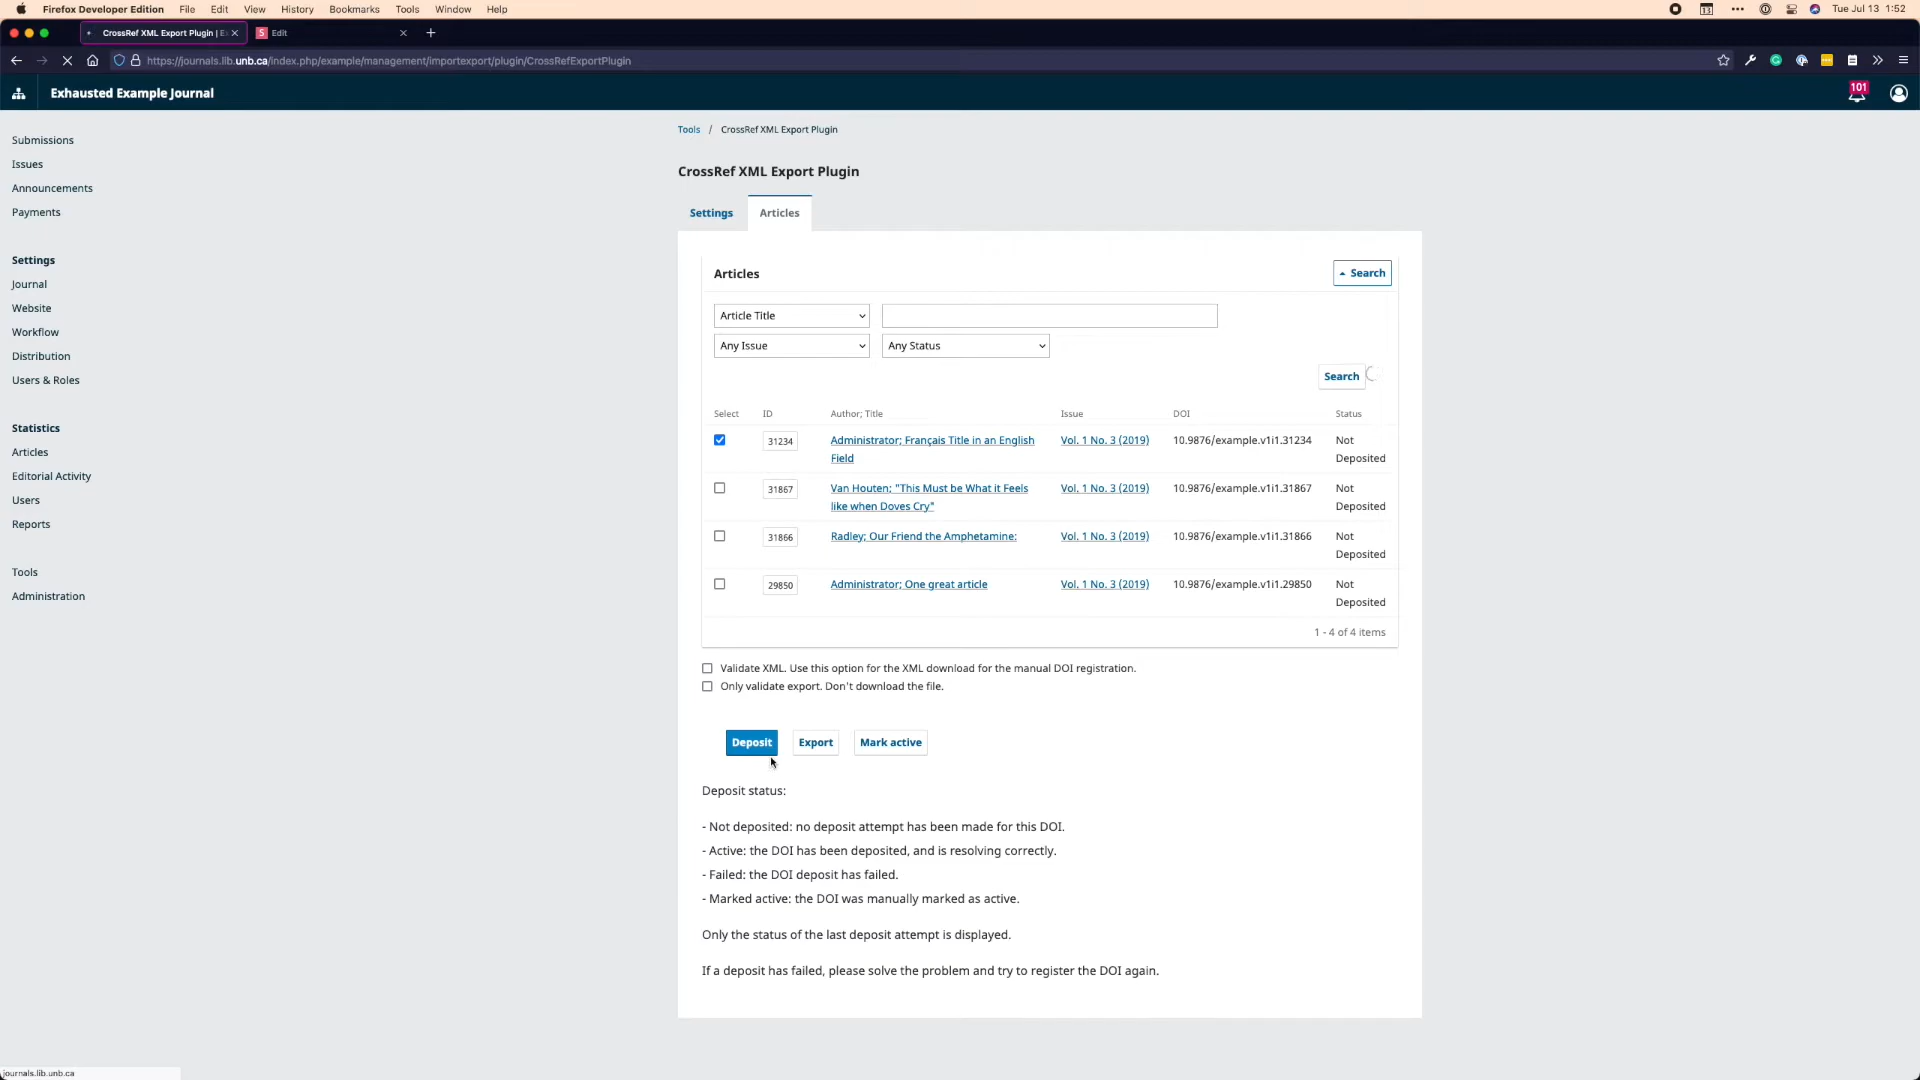 Firefox Developer Edition File Edit View History Bookmarks Tools Window Help 13 Tue Jul 13 1:52
CrossRef XML Export Plugin | E
5 Edit
https://journals.lib.unb.ca/index.php/example/management/importexport/plugin/CrossRefExportPlugin
Exhausted Example Journal
101
Submissions
Issues
Announcements
Payments
Settings
Journal
Website
Workflow
Distribution
Users & Roles
Statistics
Articles
Editorial Activity
Users
Reports
Tools
Administration
Tools / CrossRef XML Export Plugin
CrossRef XML Export Plugin
Settings Articles
Articles
Search
Article Title
Any Issue Any Status
Search
Select ID Author; Title Issue DOI Status
31234 Administrator; Français Title in an English Vol. 1 No. 3 (2019) 10.9876/example.v1i1.31234 Not
Field Deposited
31867 Van Houten; "This Must be What it Feels Vol. 1 No. 3 (2019) 10.9876/example.v1i1.31867 Not
like when Doves Cry" Deposited
31866 Radley; Our Friend the Amphetamine: Vol. 1 No. 3 (2019) 10.9876/example.v1i1.31866 Not
Deposited
29850 Administrator; One great article Vol. 1 No. 3 (2019) 10.9876/example.v1i1.29850 Not
Deposited
1 - 4 of 4 items
Validate XML. Use this option for the XML download for the manual DOI registration.
Only validate export. Don't download the file.
Deposit Export Mark active
Deposit status:
- Not deposited: no deposit attempt has been made for this DOI.
- Active: the DOI has been deposited, and is resolving correctly.
- Failed: the DOI deposit has failed.
- Marked active: the DOI was manually marked as active.
Only the status of the last deposit attempt is displayed.
If a deposit has failed, please solve the problem and try to register the DOI again.
journals.lib.unb.ca